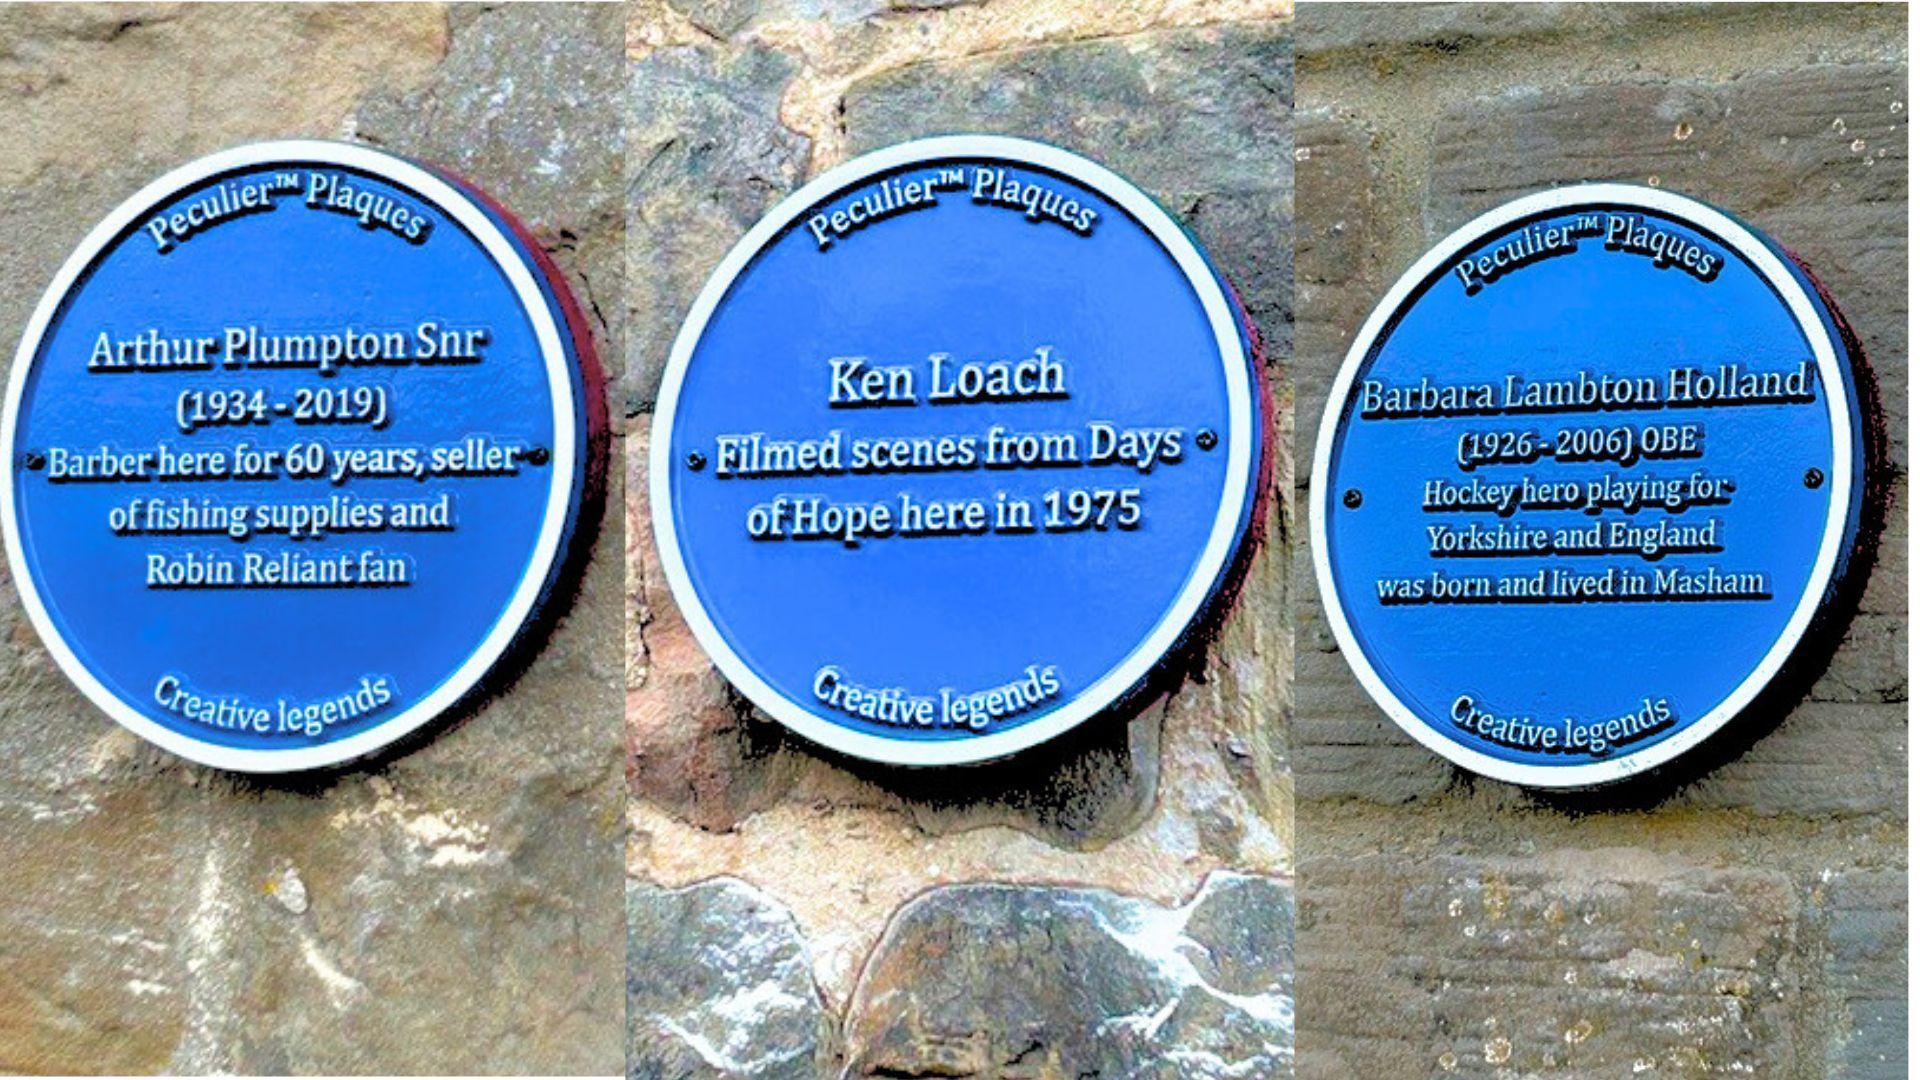 Peculier™ Plaques
Arthur Plumpton Snr
(1934 - 2019)
Barber here for 60 years, seller
of fishing supplies and
Robin Reliant fan
Creative legends
Peculier™ Plaques
Ken Loach
Filmed scenes from Days
of Hope here in 1975
Creative legends
Peculier™ Plaques
Barbara Lambton Holland
(1926 - 2006) OBE
Hockey hero playing for
Yorkshire and England
was born and lived in Masham
Creative legends